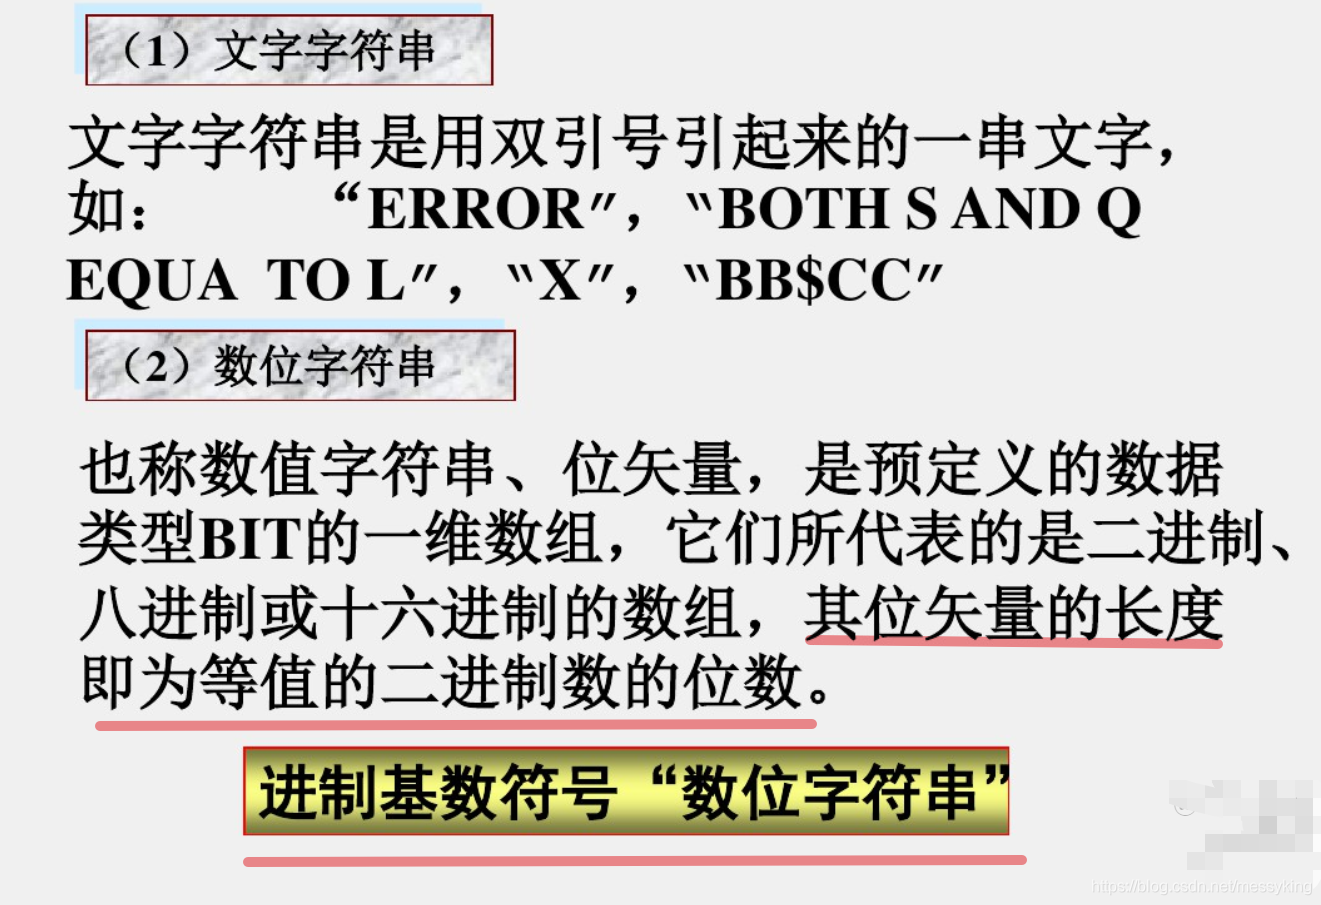 （1）文字字符串
文字字符串是用双引号引起来的一串文字，
如： “ERROR″，‶BOTH S AND Q
EQUA TO L″，‶X″，‶BB$CC″
（2）数位字符串
也称数值字符串、位矢量，是预定义的数据
类型BIT的一维数组，它们所代表的是二进制、
八进制或十六进制的数组，其位矢量的长度
即为等值的二进制数的位数。
进制基数符号“数位字符串”
https://blog.csdn.net/messyking